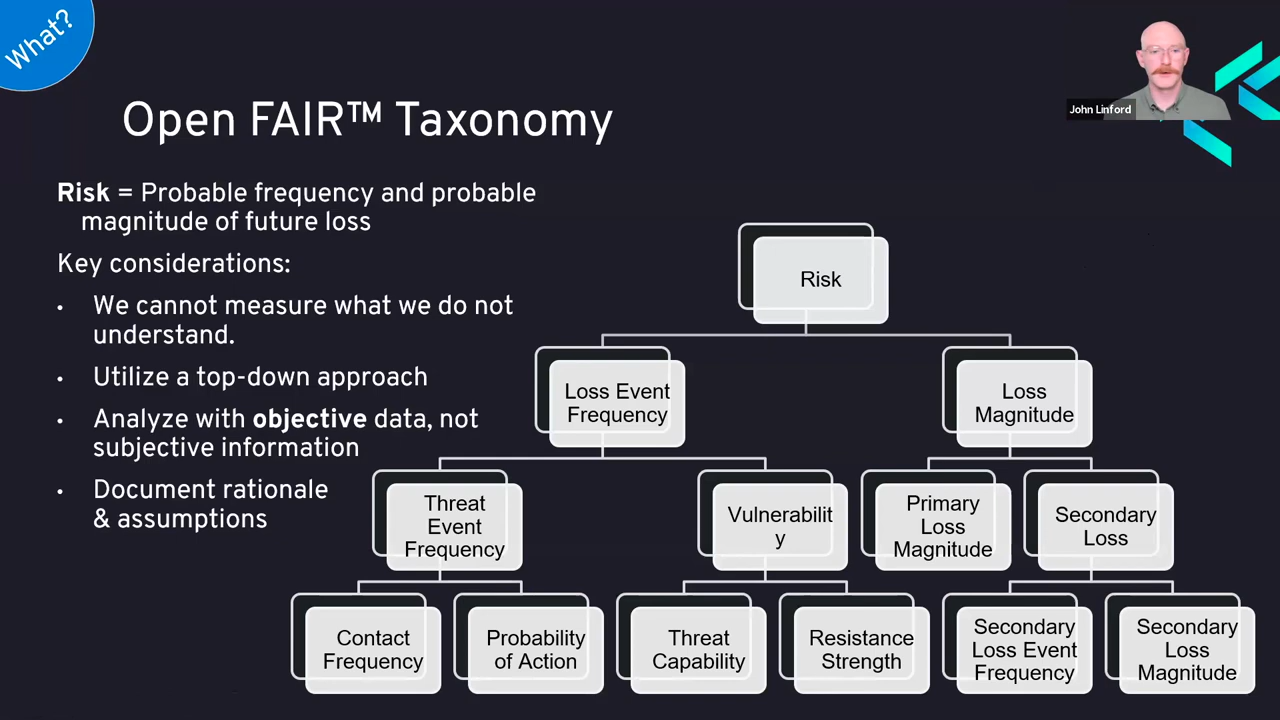 What?
John Linford
Open FAIR™ Taxonomy
Risk = Probable frequency and probable
magnitude of future loss
Key considerations:
• We cannot measure what we do not
understand.
• Utilize a top-down approach
• Analyze with objective data, not
subjective information
• Document rationale
& assumptions
Risk
Loss Event
Frequency
Loss
Magnitude
Threat
Event
Frequency
Vulnerabilit
y
Primary
Loss
Magnitude
Secondary
Loss
Contact
Frequency
Probability
of Action
Threat
Capability
Resistance
Strength
Secondary
Loss Event
Frequency
Secondary
Loss
Magnitude